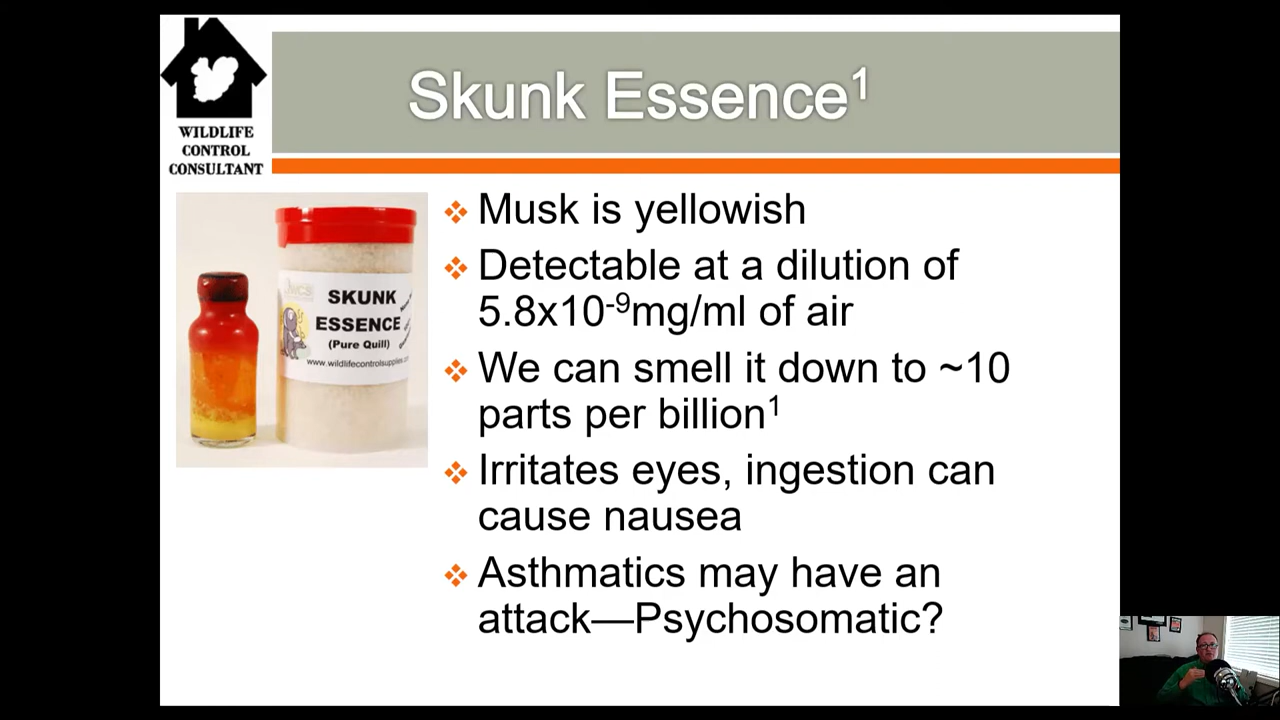 WILDLIFE
CONTROL
CONSULTANT
Skunk Essence¹
SKUNK
ESSENCE
(Pure Quill)
www.wildlifecontrolsupplies
❖ Musk is yellowish
❖ Detectable at a dilution of
5.8x10⁻⁹mg/ml of air
❖ We can smell it down to ~10
parts per billion¹
❖ Irritates eyes, ingestion can
cause nausea
❖ Asthmatics may have an
attack—Psychosomatic?